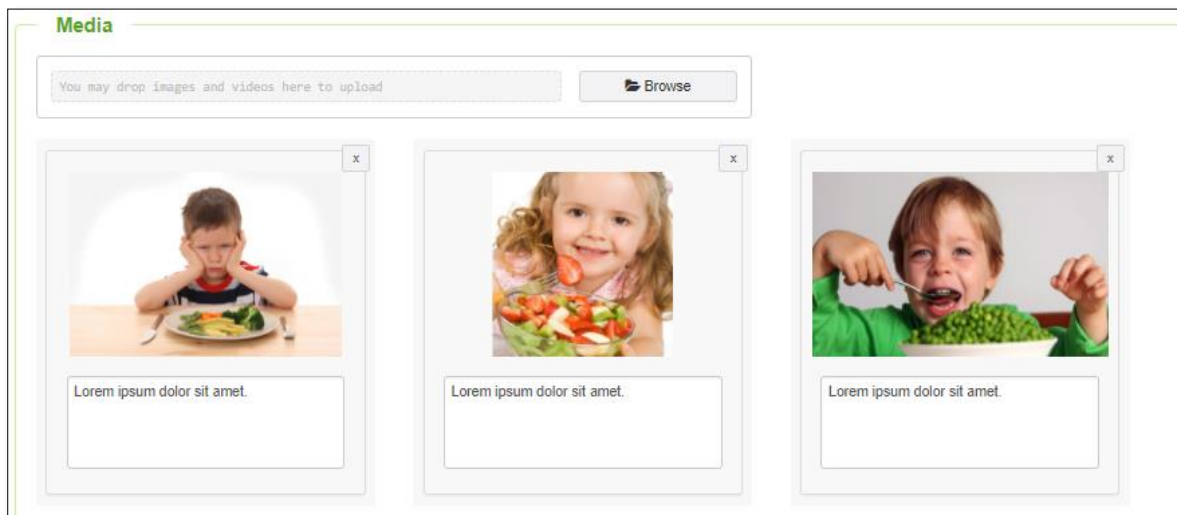 Media
You may drop images and videos here to upload
Browse
x
x
x
Lorem ipsum dolor sit amet.
Lorem ipsum dolor sit amet.
Lorem ipsum dolor sit amet.